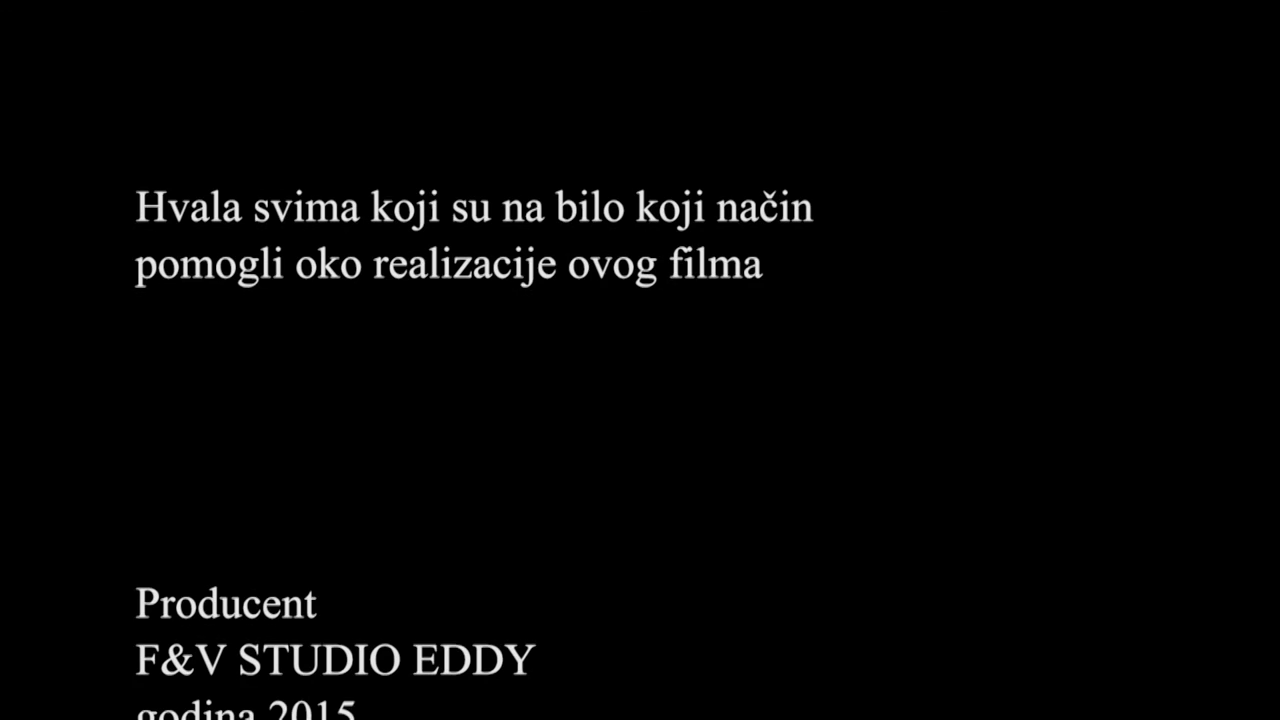 Hvala svima koji su na bilo koji način
pomogli oko realizacije ovog filma
Producent
F&V STUDIO EDDY
godina 2015